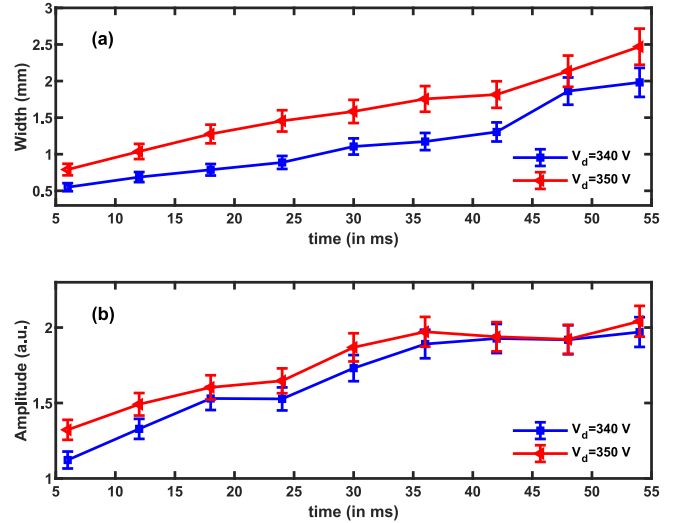 (a)
Width (mm)
2.5
2
1.5
1
0.5
V_d=340 V
V_d=350 V
5 10 15 20 25 30 35 40 45 50 55
time (in ms)
(b)
Amplitude (a.u.)
2
1.5
1
V_d=340 V
V_d=350 V
5 10 15 20 25 30 35 40 45 50 55
time (in ms)